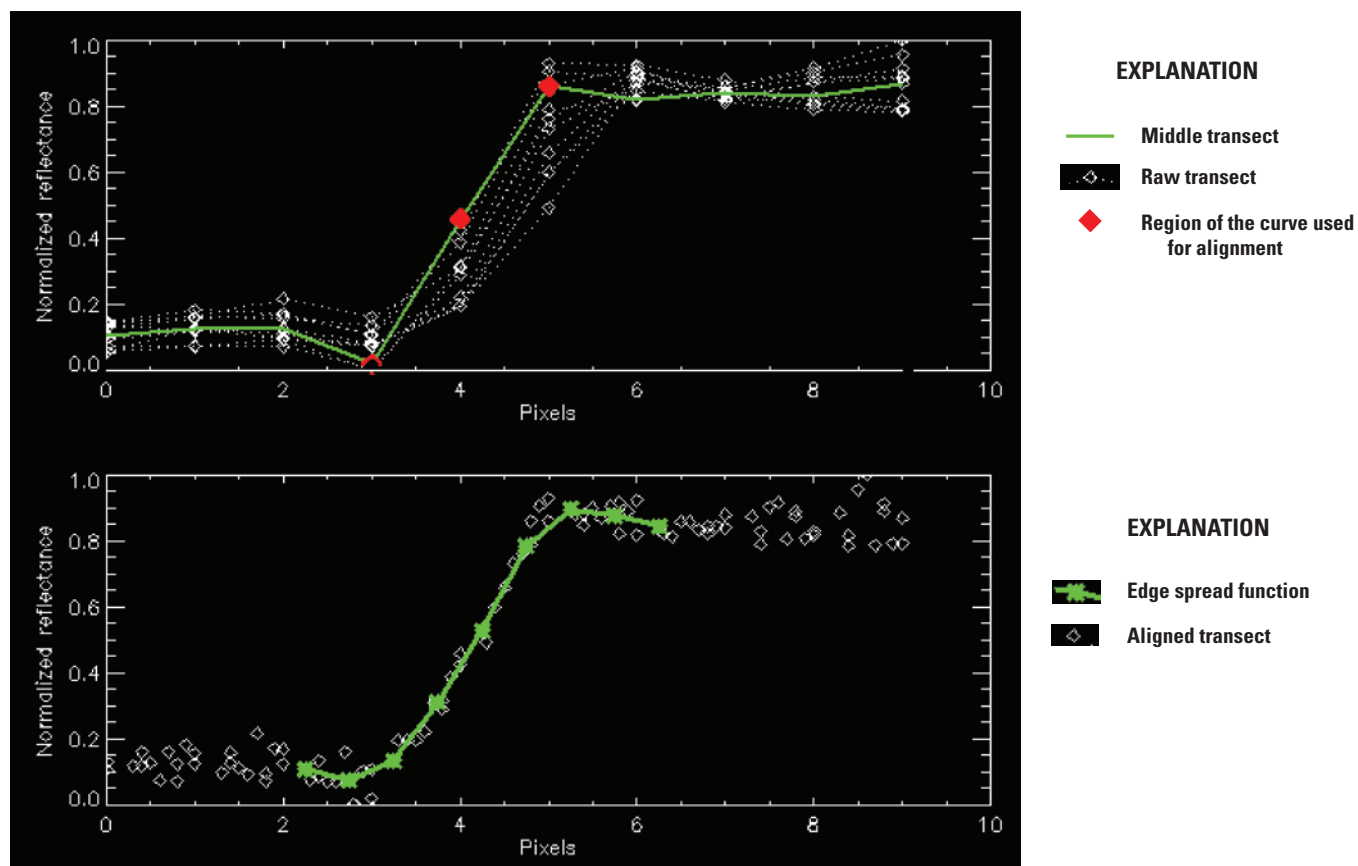 1.0
0.8
0.6
0.4
0.2
0.0
Normalized reflectance
0 2 4 6 8 10
Pixels
EXPLANATION
Middle transect
Raw transect
Region of the curve used
for alignment
1.0
0.8
0.6
0.4
0.2
0.0
Normalized reflectance
0 2 4 6 8 10
Pixels
EXPLANATION
Edge spread function
Aligned transect